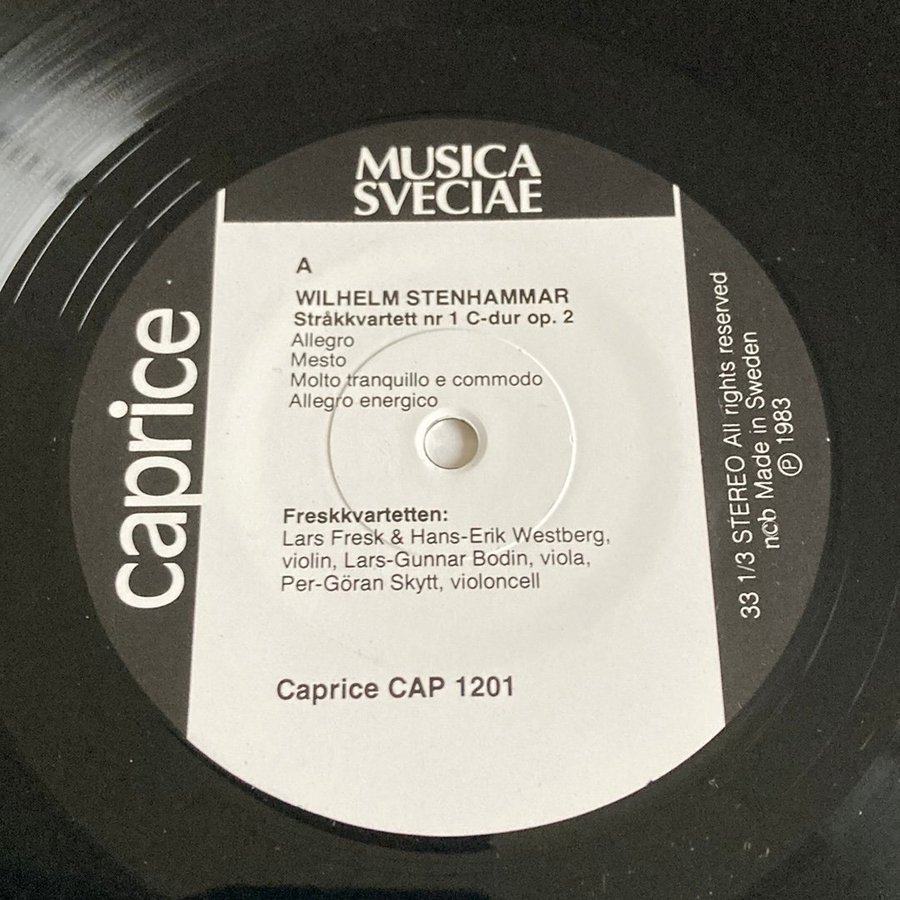 MUSICA
SVECIAE
caprice
A
WILHELM STENHAMMAR
Stråkkvartett nr 1 C-dur op. 2
Allegro
Mesto
Molto tranquillo e commodo
Allegro energico
Freskkvartetten:
Lars Fresk & Hans-Erik Westberg,
violin, Lars-Gunnar Bodin, viola,
Per-Göran Skytt, violoncell
Caprice CAP 1201
33 1/3 STEREO All rights reserved
ncb Made in Sweden
℗ 1983